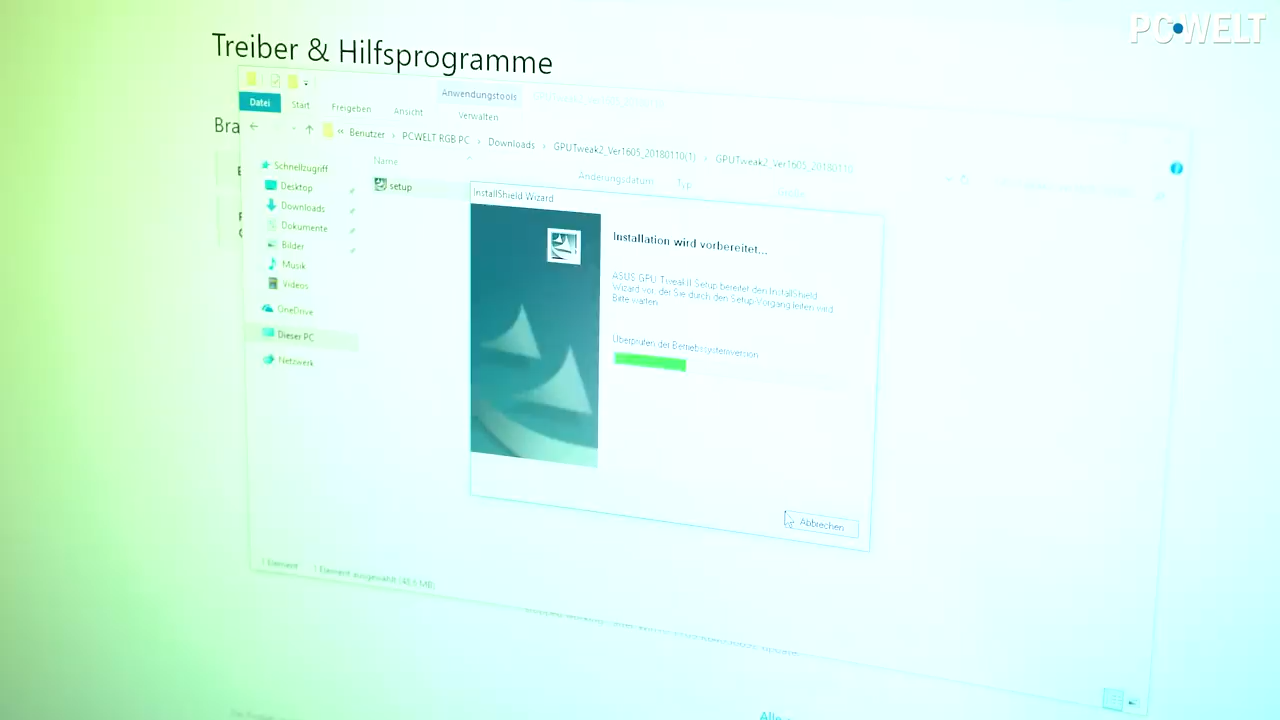 PCWELT
Treiber & Hilfsprogramme
Anwendungstools
Datei
Start
Freigeben
Ansicht
Verwalten
Bra
« Benutzer › PCWELT RGB PC › Downloads › GPUTweak2_Ver1605_20180110(1) › GPUTweak2_Ver1605_20180110
Name
Änderungsdatum
Typ
Größe
Schnellzugriff
Desktop
Downloads
Dokumente
Bilder
Musik
Videos
OneDrive
Dieser PC
Netzwerk
setup
InstallShield Wizard
Installation wird vorbereitet...
ASUS GPU Tweak II Setup bereitet den InstallShield
Wizard vor, der Sie durch den Setup-Vorgang leiten wird.
Bitte warten.
Überprüfen der Betriebssystemversion
Abbrechen
1 Element
1 Element ausgewählt (48,6 MB)
Alle